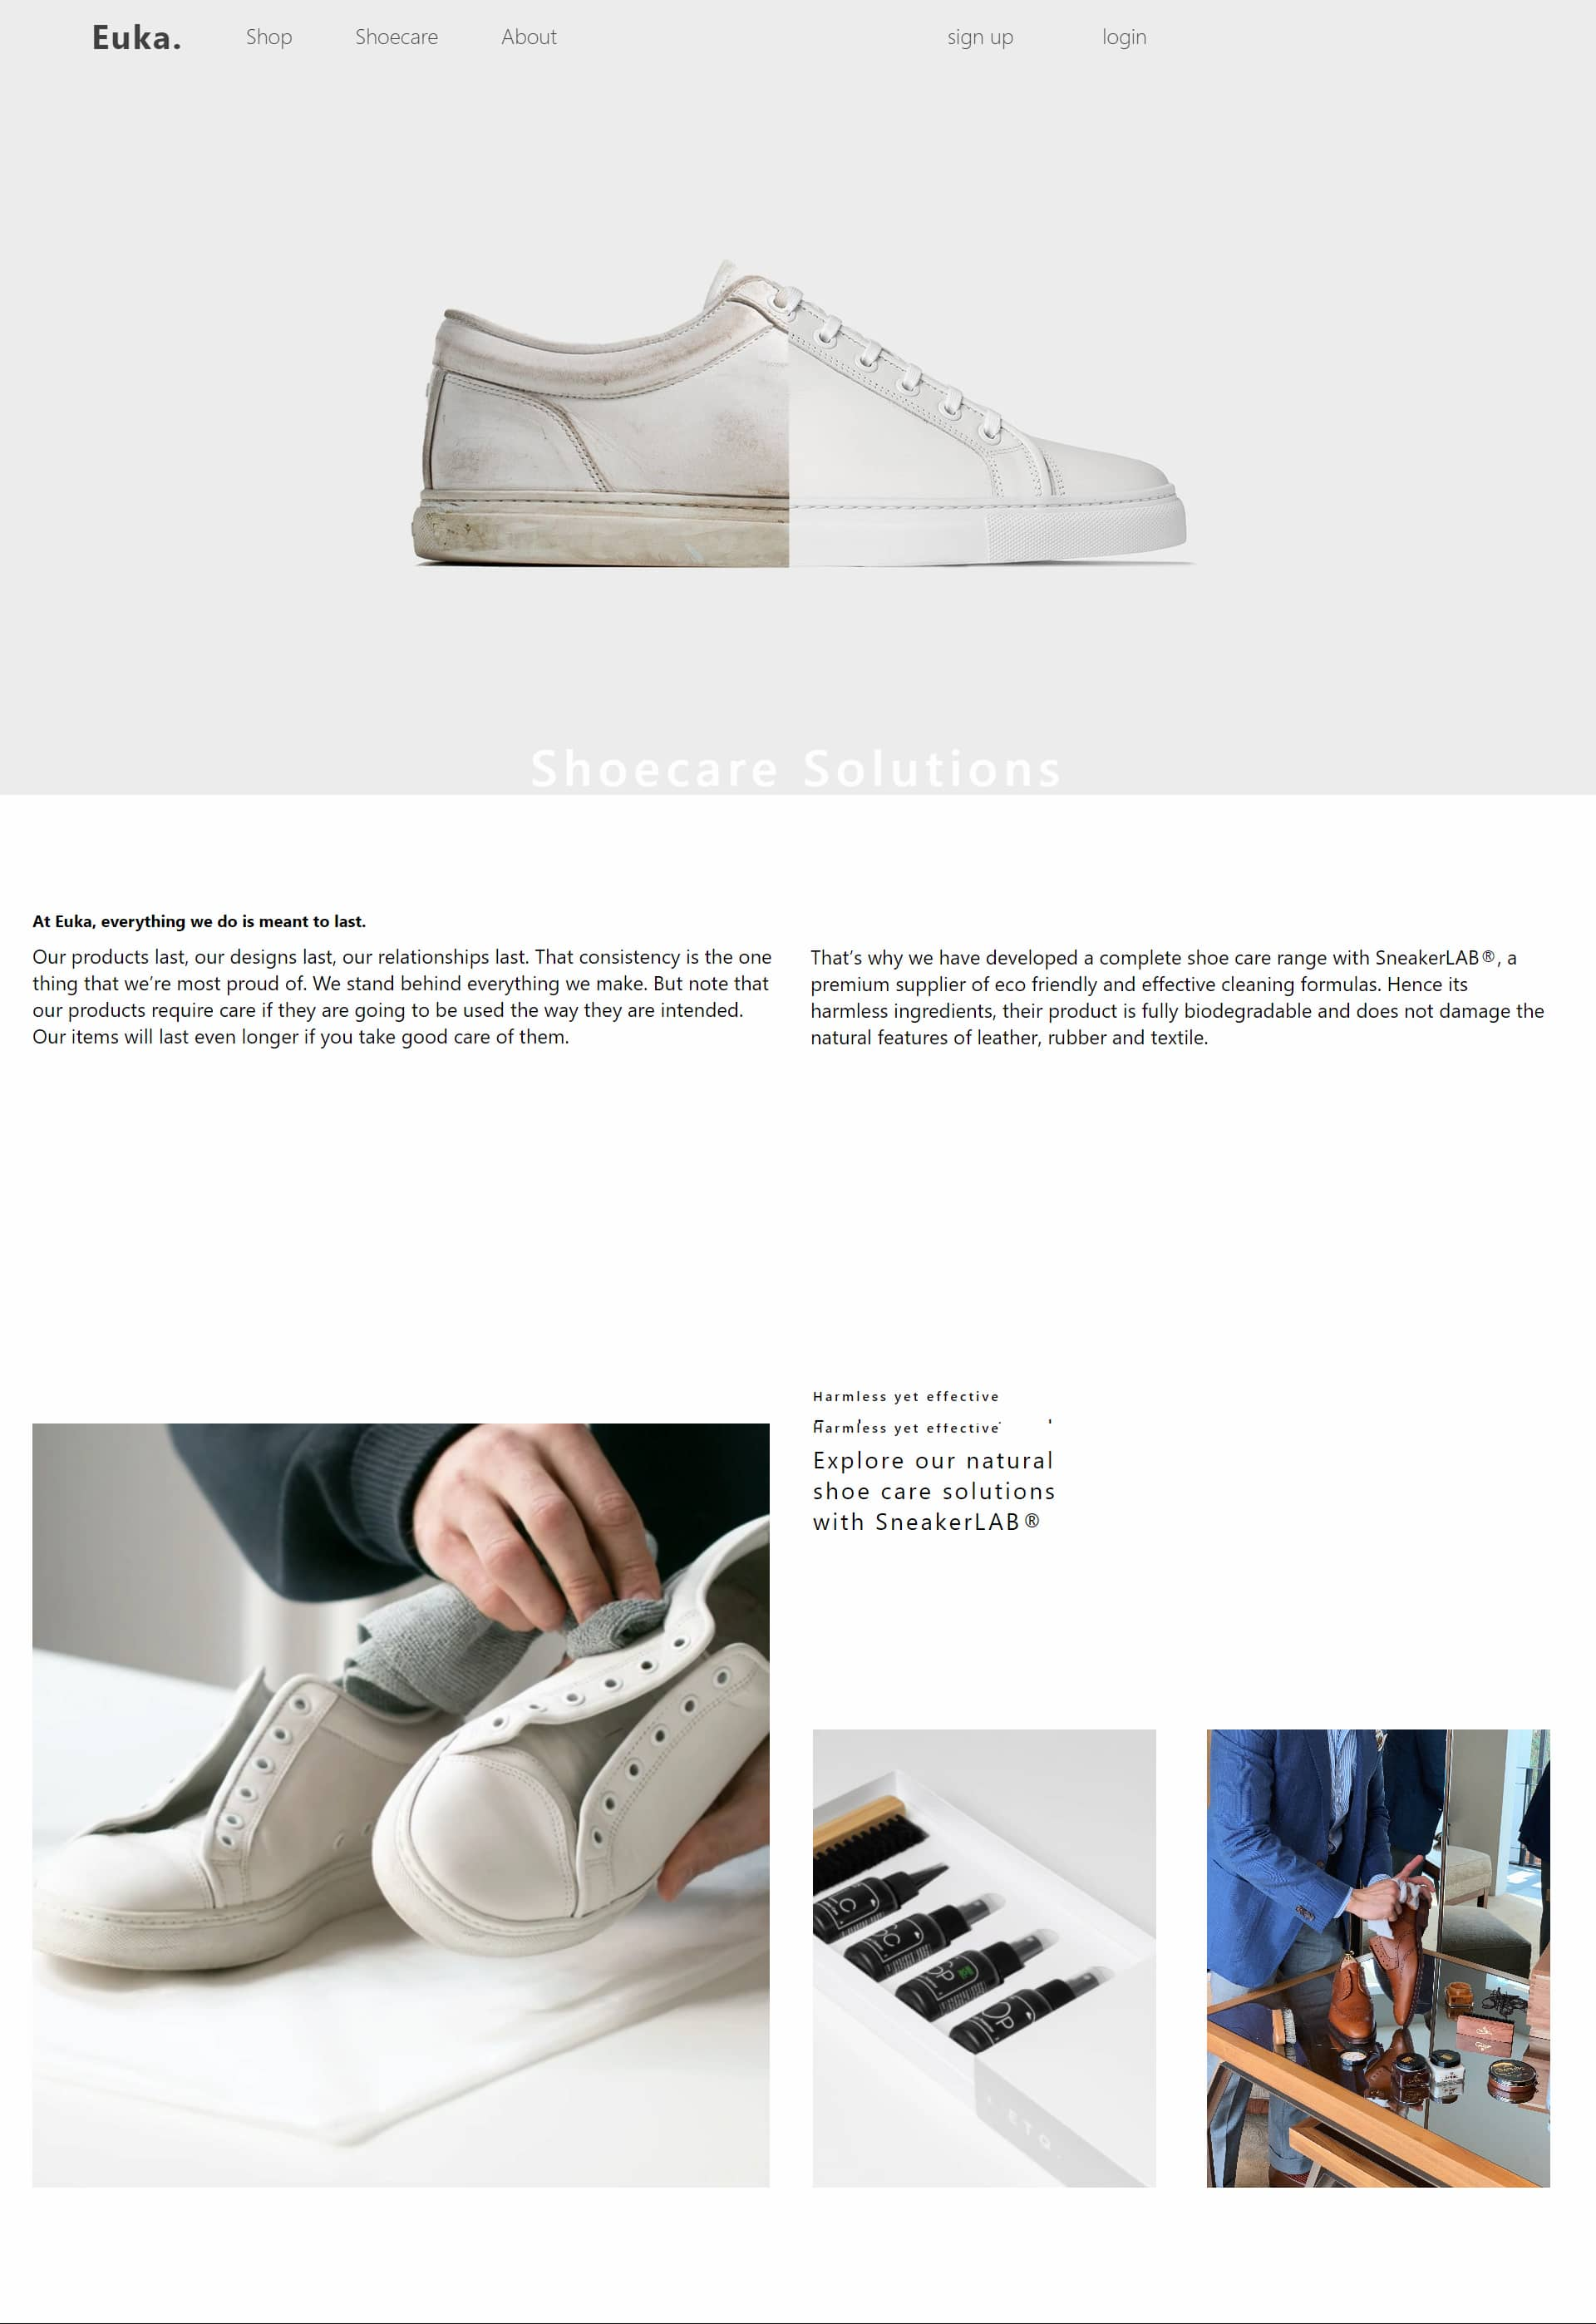 Euka. Shop Shoecare About sign up login
Shoecare Solutions
At Euka, everything we do is meant to last.
Our products last, our designs last, our relationships last. That consistency is the one
thing that we’re most proud of. We stand behind everything we make. But note that
our products require care if they are going to be used the way they are intended.
Our items will last even longer if you take good care of them.
That’s why we have developed a complete shoe care range with SneakerLAB®, a
premium supplier of eco friendly and effective cleaning formulas. Hence its
harmless ingredients, their product is fully biodegradable and does not damage the
natural features of leather, rubber and textile.
Harmless yet effective
Harmless yet effective
Explore our natural
shoe care solutions
with SneakerLAB®